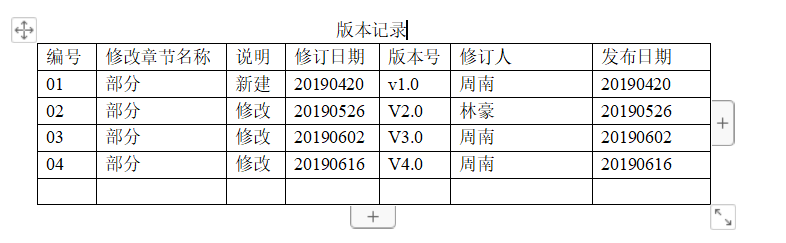 版本记录
编号 修改章节名称 说明 修订日期 版本号 修订人 发布日期
01 部分 新建 20190420 v1.0 周南 20190420
02 部分 修改 20190526 V2.0 林豪 20190526
03 部分 修改 20190602 V3.0 周南 20190602
04 部分 修改 20190616 V4.0 周南 20190616